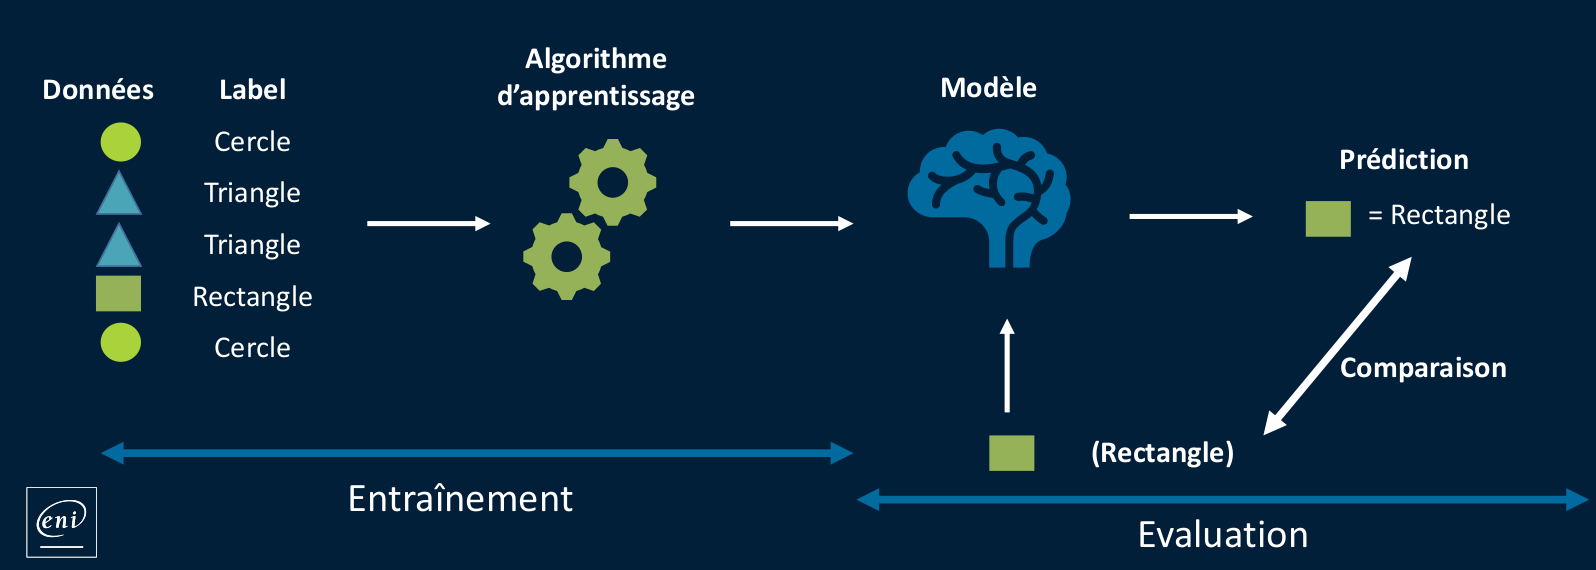 Données
Label
Cercle
Triangle
Triangle
Rectangle
Cercle
Algorithme
d’apprentissage
Modèle
Prédiction
= Rectangle
Comparaison
(Rectangle)
Entraînement
Evaluation
eni